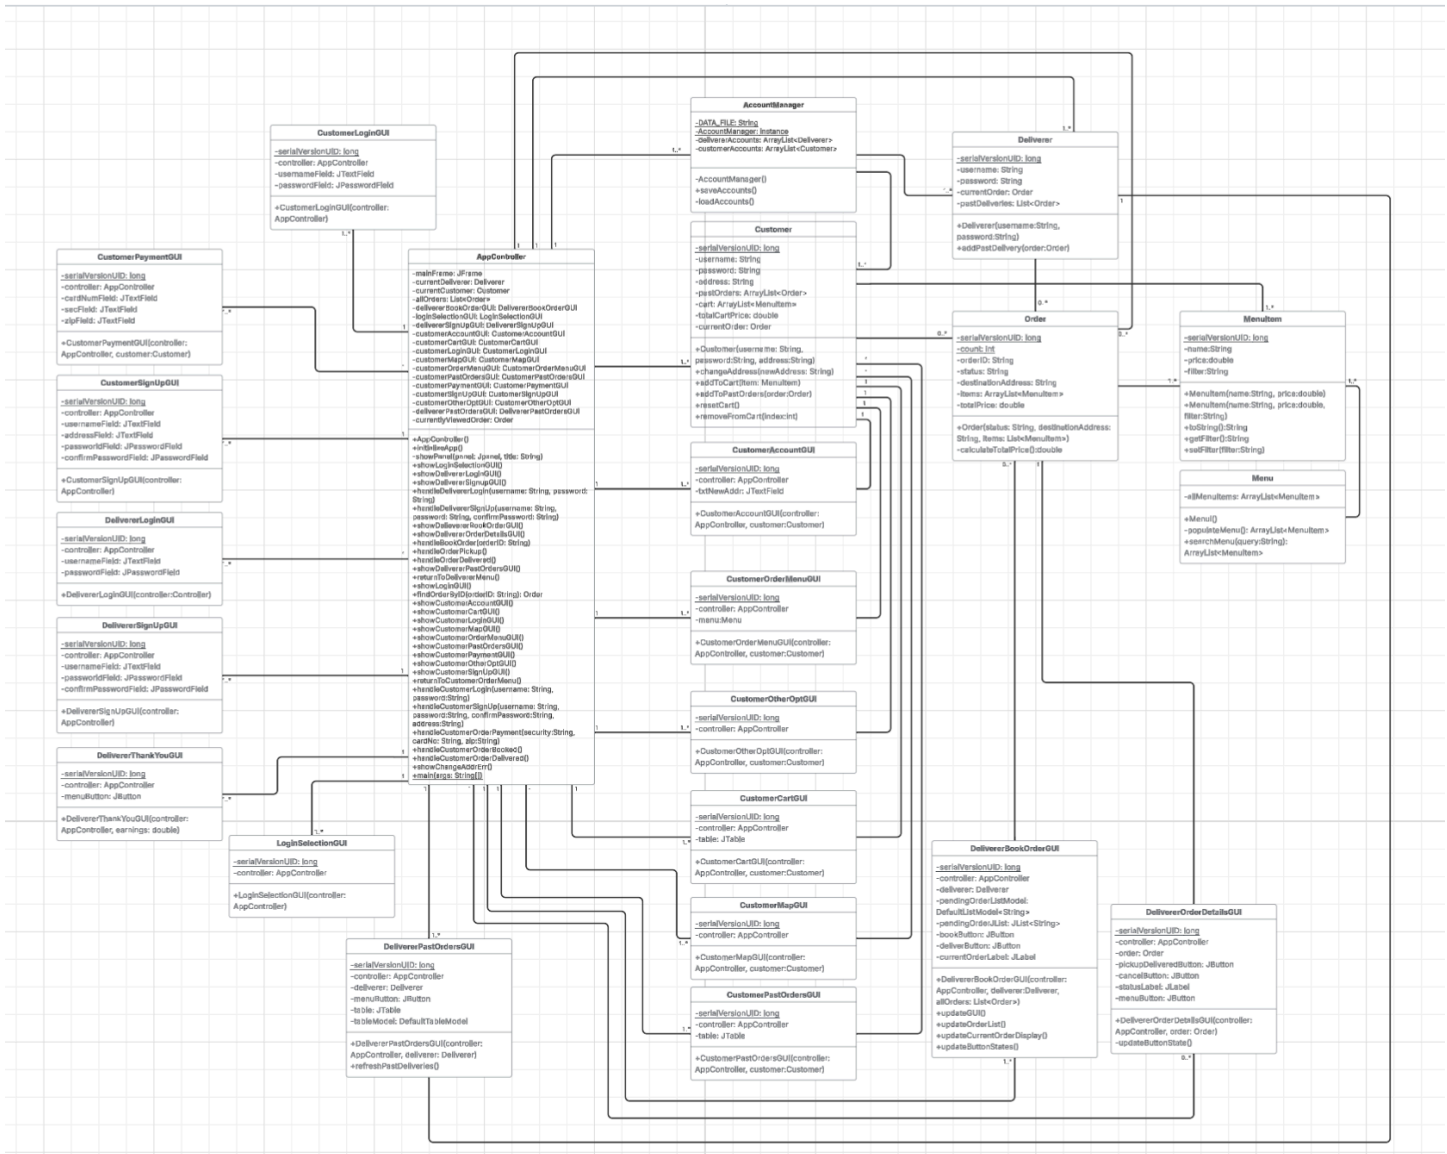 AccountManager
-DATA_FILE: String
-AccountManager: Instance
-delivererAccounts: ArrayList<Deliverer>
-customerAccounts: ArrayList<Customer>
-AccountManager()
+saveAccounts()
-loadAccounts()
CustomerLoginGUI
-serialVersionUID: long
-controller: AppController
-usernameField: JTextField
-passwordField: JPasswordField
+CustomerLoginGUI(controller:
AppController)
Deliverer
-serialVersionUID: long
-username: String
-password: String
-currentOrder: Order
-pastDeliveries: List<Order>
+Deliverer(username:String,
password:String)
+addPastDelivery(order:Order)
CustomerPaymentGUI
-serialVersionUID: long
-controller: AppController
-cardNumField: JTextField
-secField: JTextField
-zipField: JTextField
+CustomerPaymentGUI(controller:
AppController, customer:Customer)
AppController
-mainFrame: JFrame
-currentDeliverer: Deliverer
-currentCustomer: Customer
-allOrders: List<Order>
-delivererBookOrderGUI: DelivererBookOrderGUI
-loginSelectionGUI: LoginSelectionGUI
-delivererSignUpGUI: DelivererSignUpGUI
-customerAccountGUI: CustomerAccountGUI
-customerCartGUI: CustomerCartGUI
-customerLoginGUI: CustomerLoginGUI
-customerMapGUI: CustomerMapGUI
-customerOrderMenuGUI: CustomerOrderMenuGUI
-customerPastOrdersGUI: CustomerPastOrdersGUI
-customerPaymentGUI: CustomerPaymentGUI
-customerSignUpGUI: CustomerSignUpGUI
-customerOtherOptGUI: CustomerOtherOptGUI
-delivererPastOrdersGUI: DelivererPastOrdersGUI
-currentlyViewedOrder: Order
+AppController()
+initializeApp()
-showPanel(panel: Jpanel, title: String)
+showLoginSelectionGUI()
+showDelivererLoginGUI()
+showDelivererSignupGUI()
+handleDelivererLogin(username: String, password:
String)
+handleDelivererSignUp(username: String,
password: String, confirmPassword: String)
+showDelievererBookOrderGUI()
+showDelivererOrderDetailsGUI()
+handleBookOrder(orderID: String)
+handleOrderPickup()
+handleOrderDelivered()
+showDelivererPastOrdersGUI()
+returnToDelivererMenu()
+showLoginGUI()
+findOrderByID(orderID: String): Order
+showCustomerAccountGUI()
+showCustomerCartGUI()
+showCustomerLoginGUI()
+showCustomerMapGUI()
+showCustomerOrderMenuGUI()
+showCustomerPastOrdersGUI()
+showCustomerPaymentGUI()
+showCustomerOtherOptGUI()
+showCustomerSignUpGUI()
+returnToCustomerOrderMenu()
+handleCustomerLogin(username: String,
password:String)
+handleCustomerSignUp(username: String,
password:String, confirmPassword:String,
address:String)
+handleCustomerOrderPayment(security:String,
cardNo: String, zip:String)
+handleCustomerOrderBooked()
+handleCustomerOrderDelivered()
+showChangeAddrErr()
+main(args: String[])
Customer
-serialVersionUID: long
-username: String
-password: String
-address: String
-pastOrders: ArrayList<Order>
-cart: ArrayList<MenuItem>
-totalCartPrice: double
-currentOrder: Order
+Customer(username: String,
password:String, address:String)
+changeAddress(newAddress: String)
+addToCart(item: MenuItem)
+addToPastOrders(order:Order)
+resetCart()
+removeFromCart(index:int)
Order
-serialVersionUID: long
-count: int
-orderID: String
-status: String
-destinationAddress: String
-items: ArrayList<MenuItem>
-totalPrice: double
+Order(status: String, destinationAddress:
String, items: List<MenuItem>)
-calculateTotalPrice():double
MenuItem
-serialVersionUID: long
-name:String
-price:double
-filter:String
+MenuItem(name:String, price:double)
+MenuItem(name:String, price:double,
filter:String)
+toString():String
+getFilter():String
+setFilter(filter:String)
Menu
-allMenuItems: ArrayList<MenuItem>
+Menu()
-populateMenu(): ArrayList<MenuItem>
+searchMenu(query:String):
ArrayList<MenuItem>
CustomerSignUpGUI
-serialVersionUID: long
-controller: AppController
-usernameField: JTextField
-addressField: JTextField
-passworldField: JPasswordField
-confirmPasswordField: JPasswordField
+CustomerSignUpGUI(controller:
AppController)
CustomerAccountGUI
-serialVersionUID: long
-controller: AppController
-txtNewAddr: JTextField
+CustomerAccountGUI(controller:
AppController, customer:Customer)
DelivererLoginGUI
-serialVersionUID: long
-controller: AppController
-usernameField: JTextField
-passwordField: JPasswordField
+DelivererLoginGUI(controller:Controller)
CustomerOrderMenuGUI
-serialVersionUID: long
-controller: AppController
-menu:Menu
+CustomerOrderMenuGUI(controller:
AppController, customer:Customer)
DelivererSignUpGUI
-serialVersionUID: long
-controller: AppController
-usernameField: JTextField
-passworldField: JPasswordField
-confirmPasswordField: JPasswordField
+DelivererSignUpGUI(controller:
AppController)
CustomerOtherOptGUI
-serialVersionUID: long
-controller: AppController
+CustomerOtherOptGUI(controller:
AppController, customer:Customer)
DelivererThankYouGUI
-serialVersionUID: long
-controller: AppController
-menuButton: JButton
+DelivererThankYouGUI(controller:
AppController, earnings: double)
CustomerCartGUI
-serialVersionUID: long
-controller: AppController
-table: JTable
+CustomerCartGUI(controller:
AppController, customer:Customer)
LoginSelectionGUI
-serialVersionUID: long
-controller: AppController
+LoginSelectionGUI(controller:
AppController)
CustomerMapGUI
-serialVersionUID: long
-controller: AppController
+CustomerMapGUI(controller:
AppController, customer:Customer)
DelivererBookOrderGUI
-serialVersionUID: long
-controller: AppController
-deliverer: Deliverer
-pendingOrderListModel:
DefaultListModel<String>
-pendingOrderJList: JList<String>
-bookButton: JButton
-deliverButton: JButton
-currentOrderLabel: JLabel
+DelivererBookOrderGUI(controller:
AppController, deliverer:Deliverer,
allOrders: List<Order>)
+updateGUI()
+updateOrderList()
+updateCurrentOrderDisplay()
+updateButtonStates()
DelivererOrderDetailsGUI
-serialVersionUID: long
-controller: AppController
-order: Order
-pickupDeliveredButton: JButton
-cancelButton: JButton
-statusLabel: JLabel
-menuButton: JButton
+DelivererOrderDetailsGUI(controller:
AppController, order: Order)
-updateButtonState()
DelivererPastOrdersGUI
-serialVersionUID: long
-controller: AppController
-deliverer: Deliverer
-menuButton: JButton
-table: JTable
-tableModel: DefaultTableModel
+DelivererPastOrdersGUI(controller:
AppController, deliverer: Deliverer)
+refreshPastDeliveries()
CustomerPastOrdersGUI
-serialVersionUID: long
-controller: AppController
-table: JTable
+CustomerPastOrdersGUI(controller:
AppController, customer:Customer)